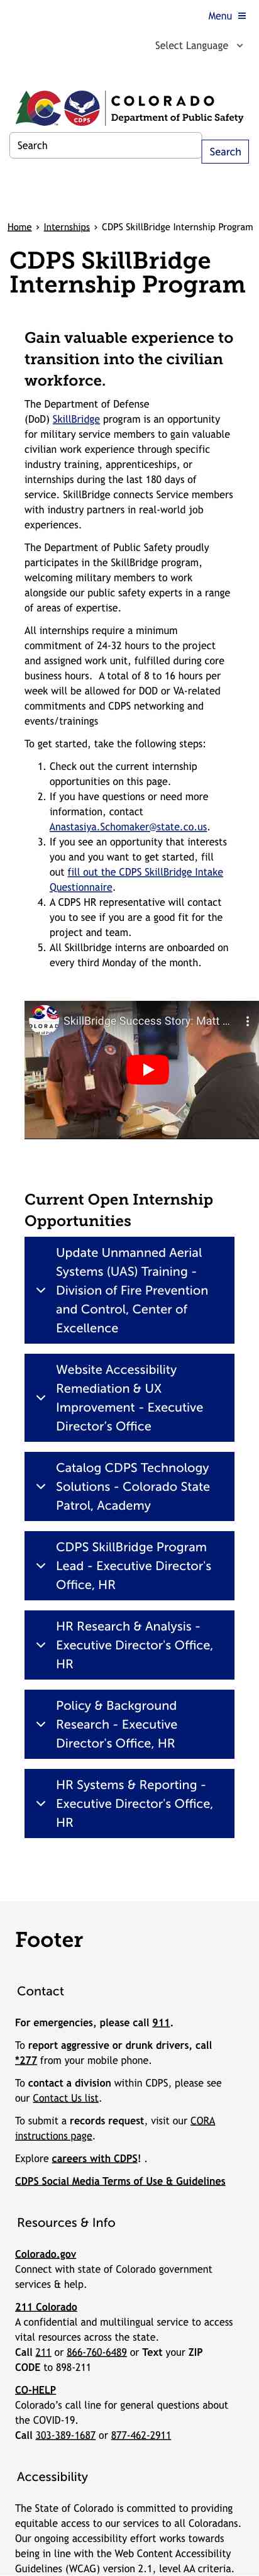 Menu
Select Language
COLORADO
Department of Public Safety
CDPS
Search
Search
Home › Internships › CDPS SkillBridge Internship Program
CDPS SkillBridge
Internship Program
Gain valuable experience to
transition into the civilian
workforce.
The Department of Defense
(DoD) SkillBridge program is an opportunity
for military service members to gain valuable
civilian work experience through specific
industry training, apprenticeships, or
internships during the last 180 days of
service. SkillBridge connects Service members
with industry partners in real-world job
experiences.
The Department of Public Safety proudly
participates in the SkillBridge program,
welcoming military members to work
alongside our public safety experts in a range
of areas of expertise.
All internships require a minimum
commitment of 24-32 hours to the project
and assigned work unit, fulfilled during core
business hours.  A total of 8 to 16 hours per
week will be allowed for DOD or VA-related
commitments and CDPS networking and
events/trainings
To get started, take the following steps:
1. Check out the current internship
opportunities on this page.
2. If you have questions or need more
information, contact
Anastasiya.Schomaker@state.co.us.
3. If you see an opportunity that interests
you and you want to get started, fill
out fill out the CDPS SkillBridge Intake
Questionnaire.
4. A CDPS HR representative will contact
you to see if you are a good fit for the
project and team.
5. All Skillbridge interns are onboarded on
every third Monday of the month.
SkillBridge Success Story: Matt ...
Current Open Internship
Opportunities
Update Unmanned Aerial
Systems (UAS) Training -
Division of Fire Prevention
and Control, Center of
Excellence
Website Accessibility
Remediation & UX
Improvement - Executive
Director's Office
Catalog CDPS Technology
Solutions - Colorado State
Patrol, Academy
CDPS SkillBridge Program
Lead - Executive Director's
Office, HR
HR Research & Analysis -
Executive Director's Office,
HR
Policy & Background
Research - Executive
Director's Office, HR
HR Systems & Reporting -
Executive Director's Office,
HR
Footer
Contact
For emergencies, please call 911.
To report aggressive or drunk drivers, call
*277 from your mobile phone.
To contact a division within CDPS, please see
our Contact Us list.
To submit a records request, visit our CORA
instructions page.
Explore careers with CDPS! .
CDPS Social Media Terms of Use & Guidelines
Resources & Info
Colorado.gov
Connect with state of Colorado government
services & help.
211 Colorado
A confidential and multilingual service to access
vital resources across the state.
Call 211 or 866-760-6489 or Text your ZIP
CODE to 898-211
CO-HELP
Colorado's call line for general questions about
the COVID-19.
Call 303-389-1687 or 877-462-2911
Accessibility
The State of Colorado is committed to providing
equitable access to our services to all Coloradans.
Our ongoing accessibility effort works towards
being in line with the Web Content Accessibility
Guidelines (WCAG) version 2.1, level AA criteria.